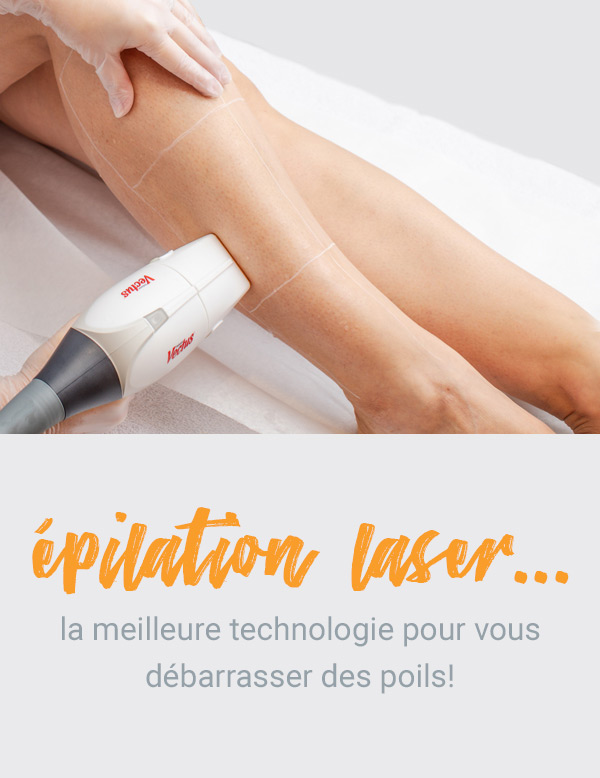 Vectus
Vectus
épilation laser...
la meilleure technologie pour vous
débarrasser des poils!